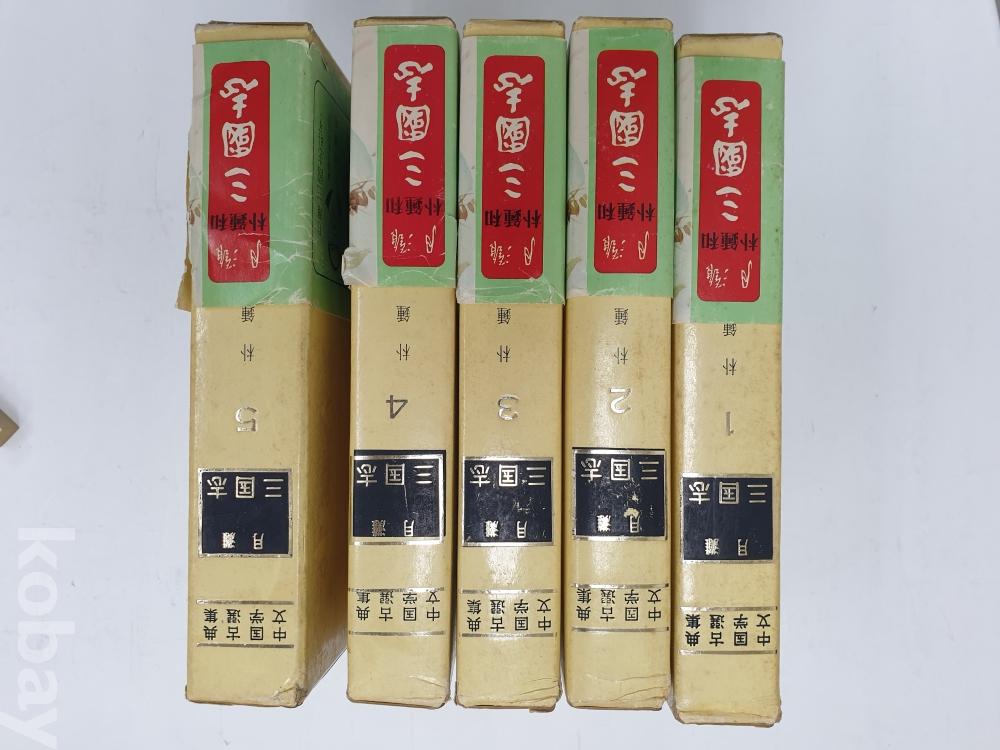 中国古典
文学選集
月灘
三国志
1
朴鍾
月灘
朴鍾和
三國志
中国古典
文学選集
月灘
三国志
2
朴鍾
月灘
朴鍾和
三國志
中国古典
文学選集
月灘
三国志
3
朴鍾
月灘
朴鍾和
三國志
中国古典
文学選集
月灘
三国志
4
朴鍾
月灘
朴鍾和
三國志
中国古典
文学選集
月灘
三国志
5
朴鍾
月灘
朴鍾和
三國志
kobay